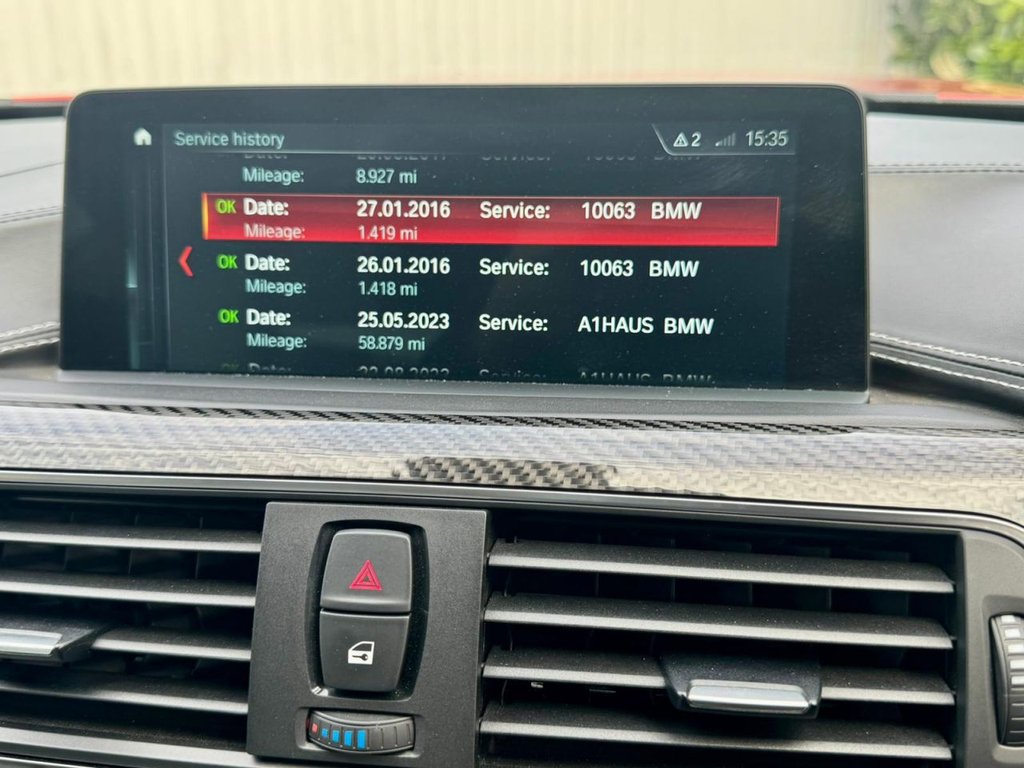 Service history
2 15:35
Mileage: 8.927 mi
OK Date: 27.01.2016 Service: 10063 BMW
Mileage: 1.419 mi
OK Date: 26.01.2016 Service: 10063 BMW
Mileage: 1.418 mi
OK Date: 25.05.2023 Service: A1HAUS BMW
Mileage: 58.879 mi